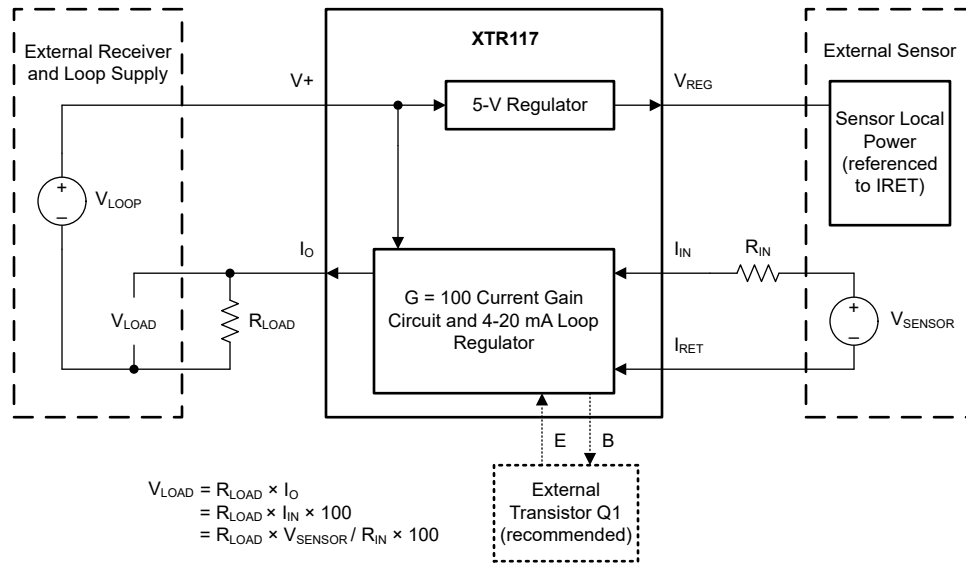 External Receiver
and Loop Supply
XTR117
External Sensor
V+
5-V Regulator
VREG
Sensor Local
Power
(referenced
to IRET)
+
VLOOP
–
IO
IIN
RIN
VLOAD
RLOAD
G = 100 Current Gain
Circuit and 4-20 mA Loop
Regulator
+
VSENSOR
–
IRET
E
B
VLOAD = RLOAD × IO
= RLOAD × IIN × 100
= RLOAD × VSENSOR / RIN × 100
External
Transistor Q1
(recommended)